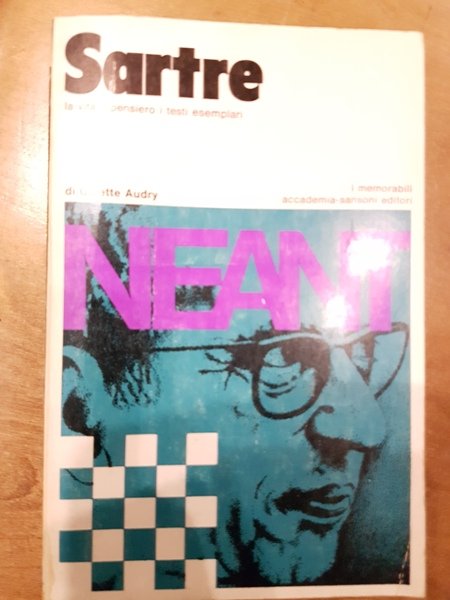 Sartre
la pensiero i testi esemplari
di Audry
i memorabili
accademia-sansoni editori
NEANT